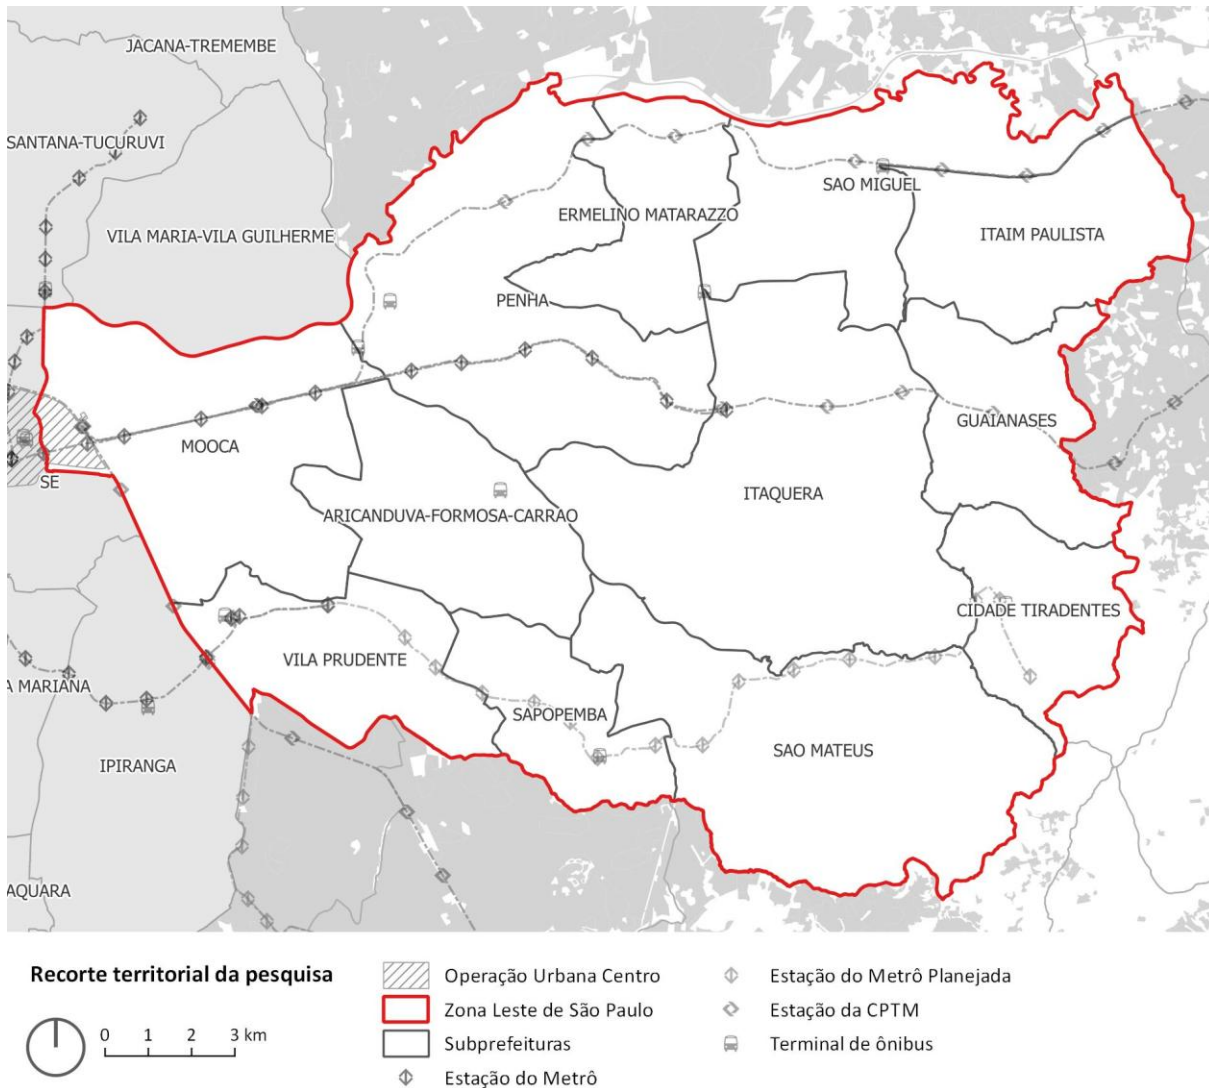 JACANA-TREMEMBE
SANTANA-TUCURUVI
VILA MARIA-VILA GUILHERME
SAO MIGUEL
ERMELINO MATARAZZO
ITAIM PAULISTA
PENHA
MOOCA
GUAIANASES
SE
ITAQUERA
ARICANDUVA-FORMOSA-CARRAO
CIDADE TIRADENTES
VILA PRUDENTE
A MARIANA
SAPOPEMBA
SAO MATEUS
IPIRANGA
AQUARA
Recorte territorial da pesquisa
0 1 2 3 km
Operação Urbana Centro
Zona Leste de São Paulo
Subprefeituras
Estação do Metrô
Estação do Metrô Planejada
Estação da CPTM
Terminal de ônibus